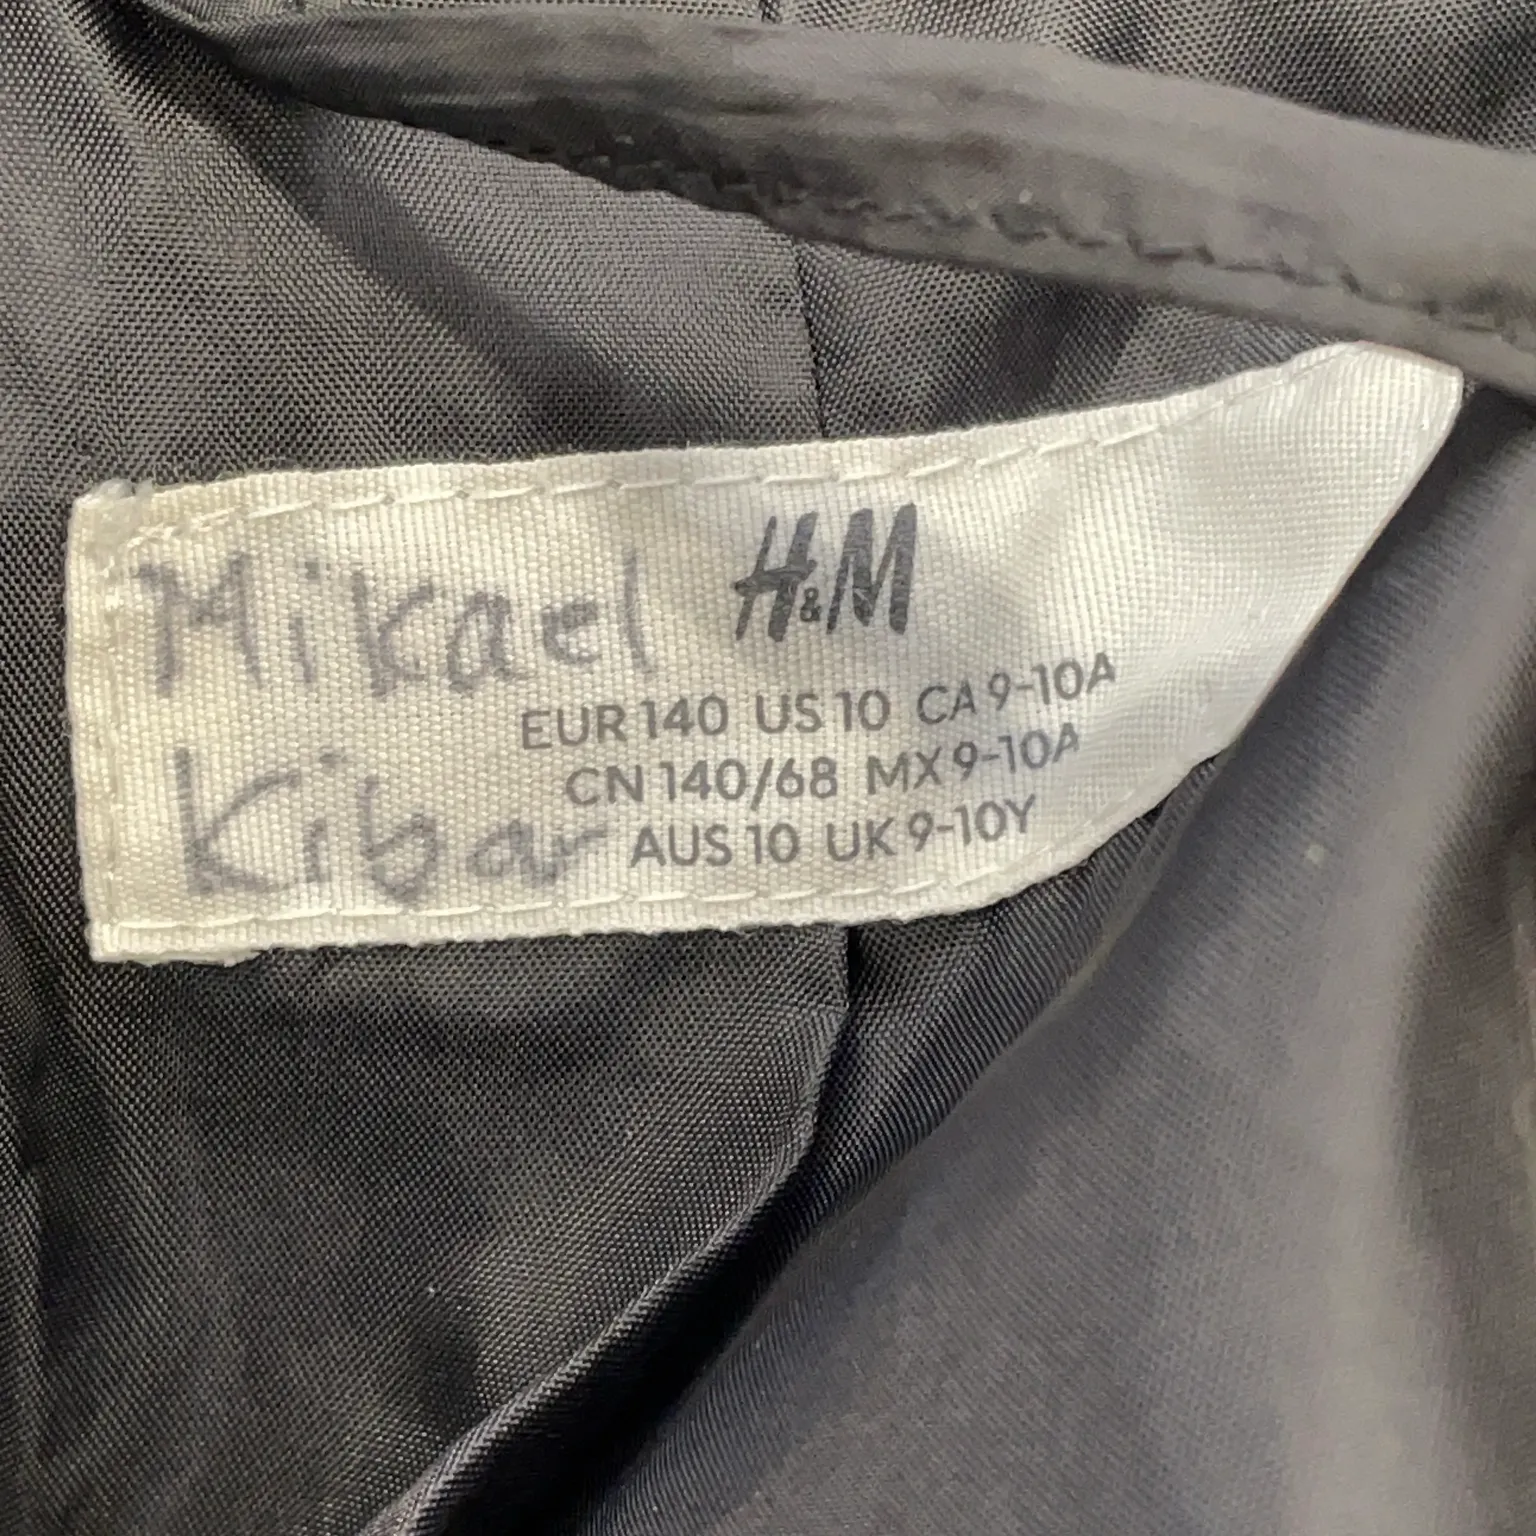 Mikael
Kibar
H&M
EUR 140 US 10 CA 9-10A
CN 140/68 MX 9-10A
AUS 10 UK 9-10Y